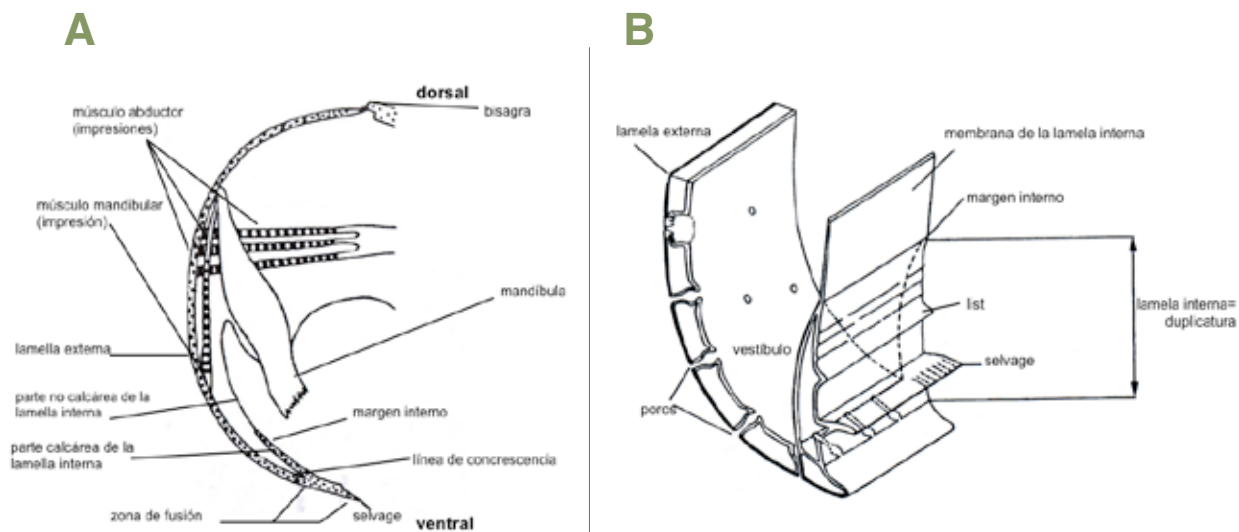 A
dorsal
bisagra
músculo abductor
(impresiones)
músculo mandibular
(impresión)
mandíbula
lamella externa
parte no calcárea de la
lamella interna
margen interno
parte calcárea de la
lamella interna
línea de concrescencia
zona de fusión
selvage
ventral
B
lamela externa
membrana de la lamela interna
margen interno
list
lamela interna=
duplicatura
vestíbulo
selvage
poros